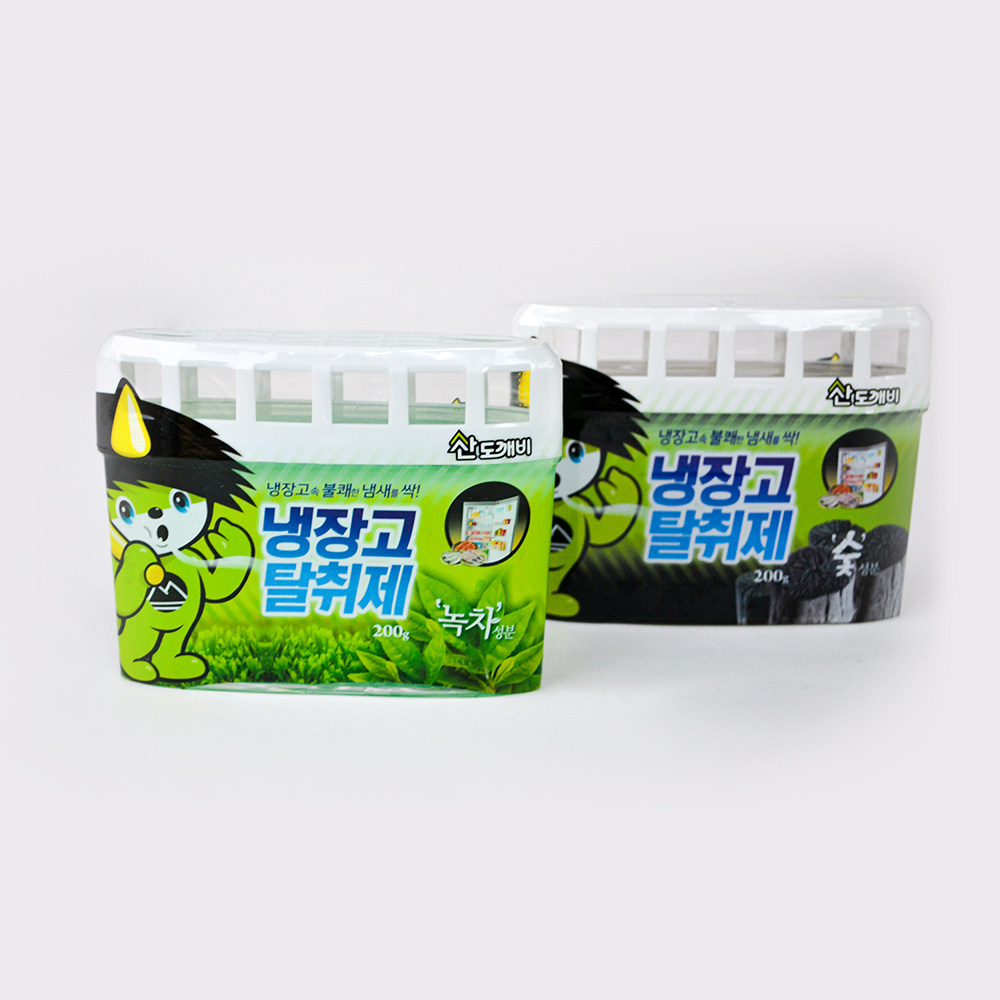 산도깨비
냉장고속 불쾌한 냄새를 싹!
냉장고
탈취제
200g
'녹차'
성분
산도깨비
냉장고속 불쾌한 냄새를 싹!
냉장고
탈취제
200g
'숯'
성분